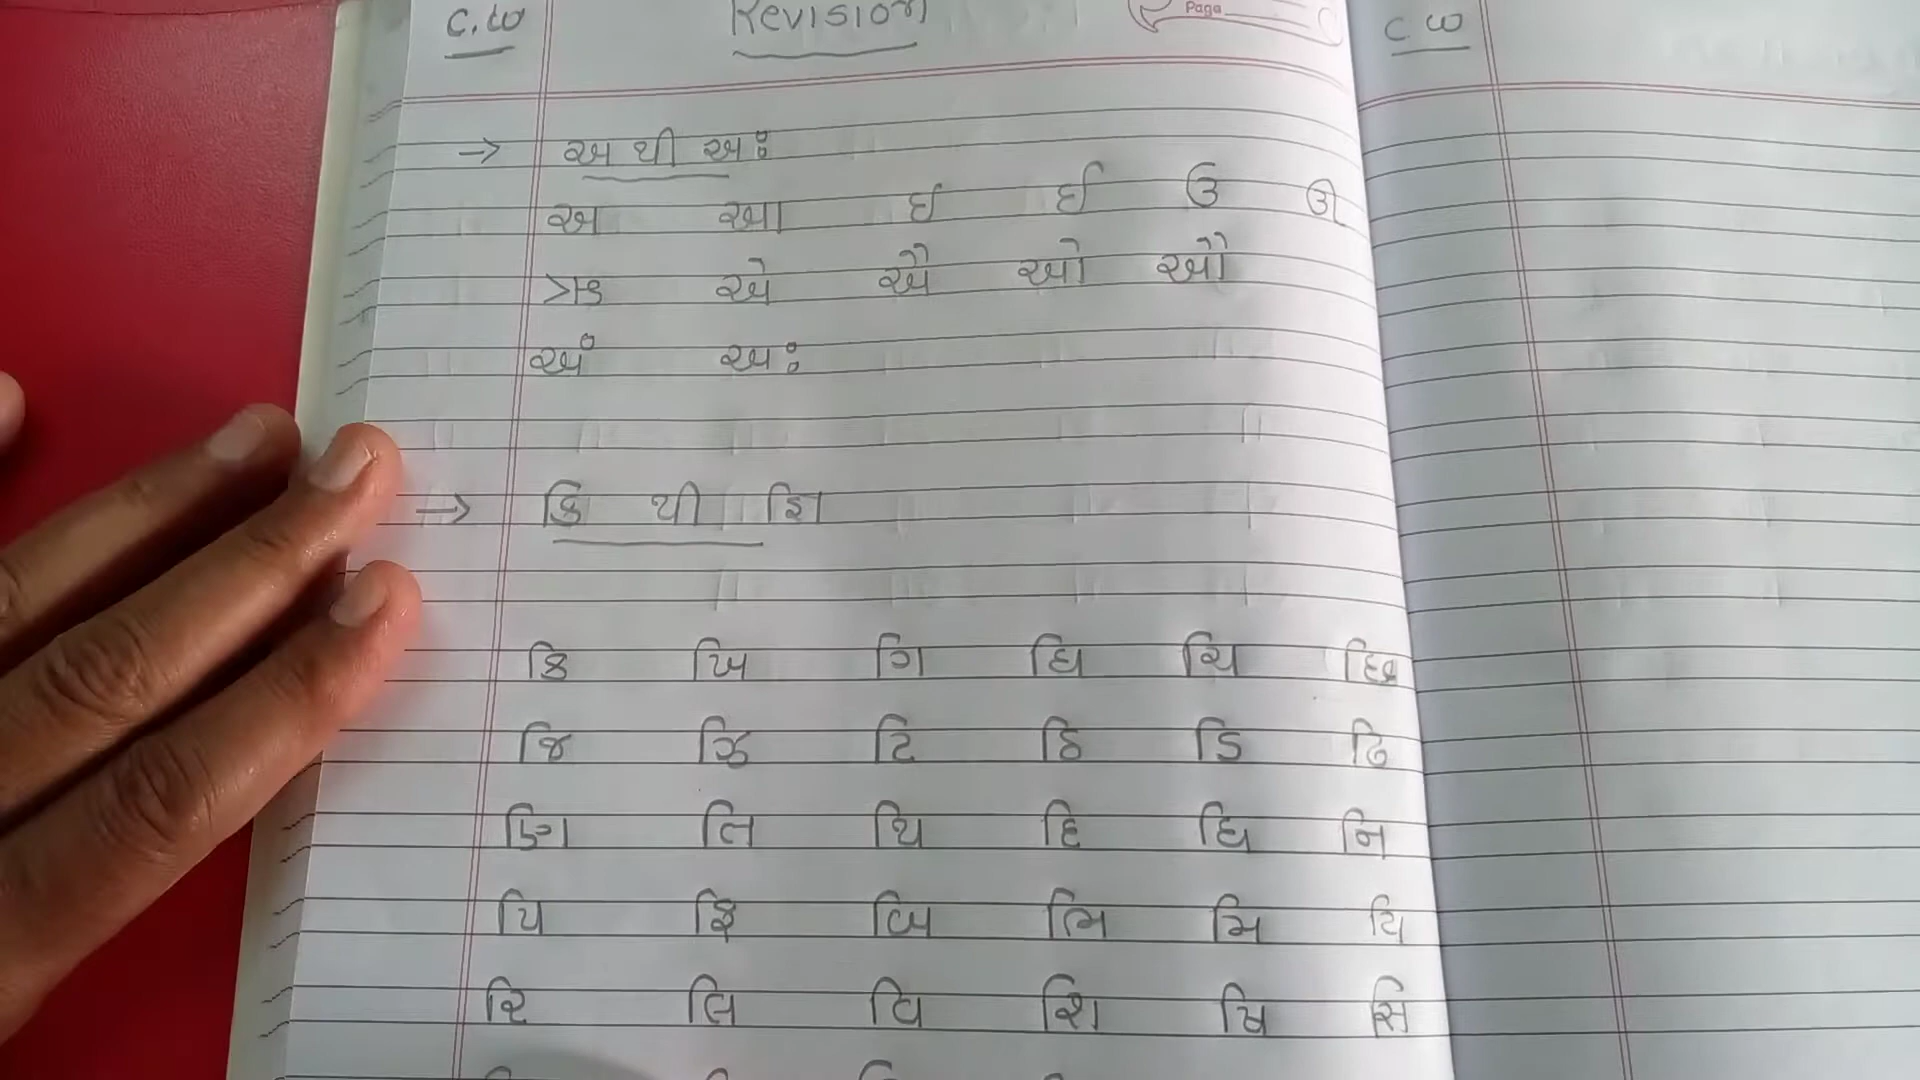 C.W Revision Page
→ અ થી અઃ
અ આ ઇ ઈ ઉ ઊ
ઋ એ ઐ ઓ ઔ
અં અઃ
→ કિ થી જ્ઞિ
કિ ખિ ગિ ઘિ ચિ છિ
જિ ઝિ ટિ ઠિ ડિ ઢિ
ણિ તિ થિ દિ ધિ નિ
પિ ફિ બિ ભિ મિ યિ
રિ લિ વિ શિ ષિ સિ
C W